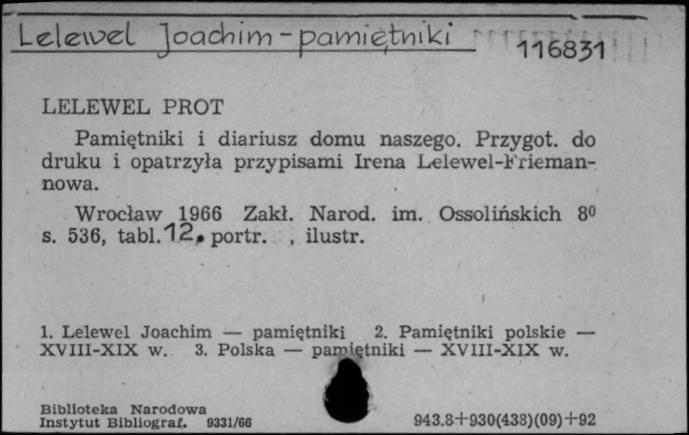 Lelewel Joachim - pamiętniki 116831
LELEWEL PROT
Pamiętniki i diariusz domu naszego. Przygot. do
druku i opatrzyła przypisami Irena Lelewel-Frieman-
nowa.
Wrocław 1966 Zakł. Narod. im. Ossolińskich 8⁰
s. 536, tabl. 12, portr. , ilustr.
1. Lelewel Joachim — pamiętniki 2. Pamiętniki polskie —
XVIII-XIX w. 3. Polska — pamiętniki — XVIII-XIX w.
Biblioteka Narodowa
Instytut Bibliograf. 9331/66 943.8+930(438)(09)+92